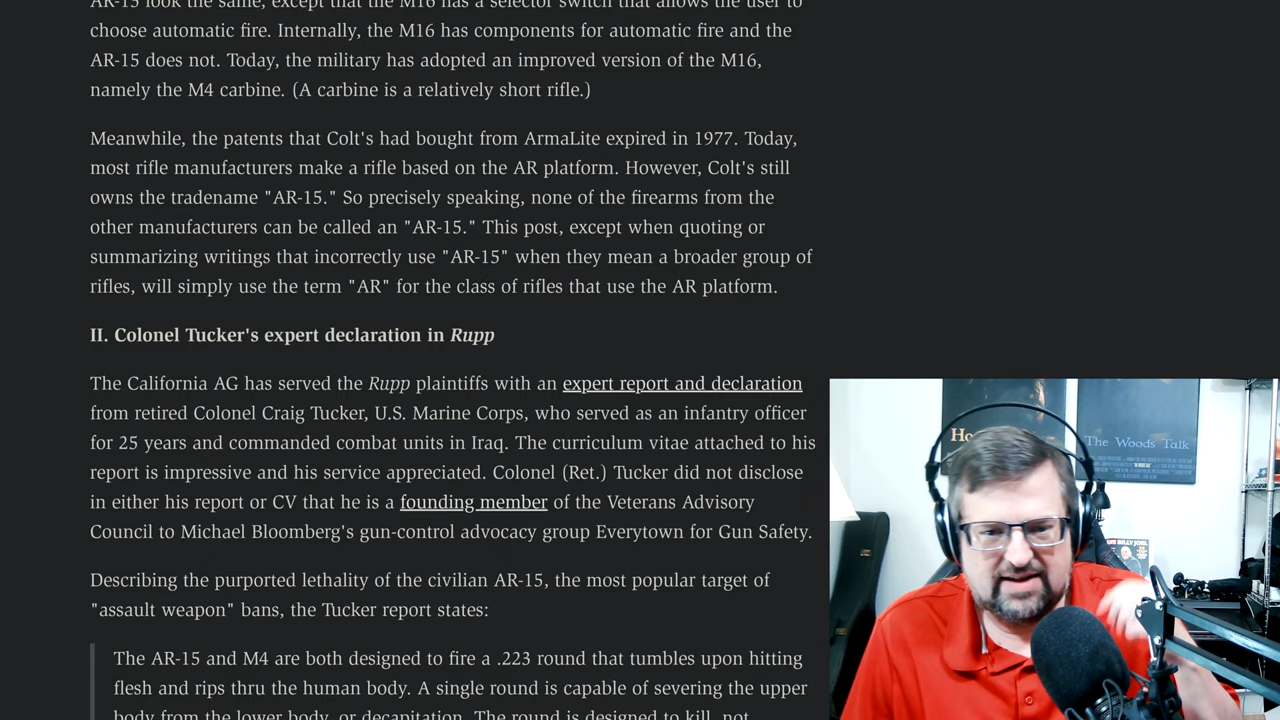 AR-15 look the same, except that the M16 has a selector switch that allows the user to
choose automatic fire. Internally, the M16 has components for automatic fire and the
AR-15 does not. Today, the military has adopted an improved version of the M16,
namely the M4 carbine. (A carbine is a relatively short rifle.)
Meanwhile, the patents that Colt's had bought from ArmaLite expired in 1977. Today,
most rifle manufacturers make a rifle based on the AR platform. However, Colt's still
owns the tradename "AR-15." So precisely speaking, none of the firearms from the
other manufacturers can be called an "AR-15." This post, except when quoting or
summarizing writings that incorrectly use "AR-15" when they mean a broader group of
rifles, will simply use the term "AR" for the class of rifles that use the AR platform.
II. Colonel Tucker's expert declaration in Rupp
The California AG has served the Rupp plaintiffs with an expert report and declaration
from retired Colonel Craig Tucker, U.S. Marine Corps, who served as an infantry officer
for 25 years and commanded combat units in Iraq. The curriculum vitae attached to his
report is impressive and his service Colonel (Ret.) Tucker did not disclose
in either his report or CV that he is a founding member of the Veterans Advisory
Council to Michael Bloomberg's gun-control advocacy group Everytown for Gun Safety.
Describing the purported lethality of the civilian AR-15, the most popular target of
"assault weapon" bans, the Tucker report states:
The AR-15 and M4 are both designed to fire a .223 round that tumbles upon hitting
flesh and rips thru the human body. A single round is capable of severing the upper
body from the lower body, or decapitation. The round is designed to kill, not
Ho
The Woods Talk
BILLY JOEL